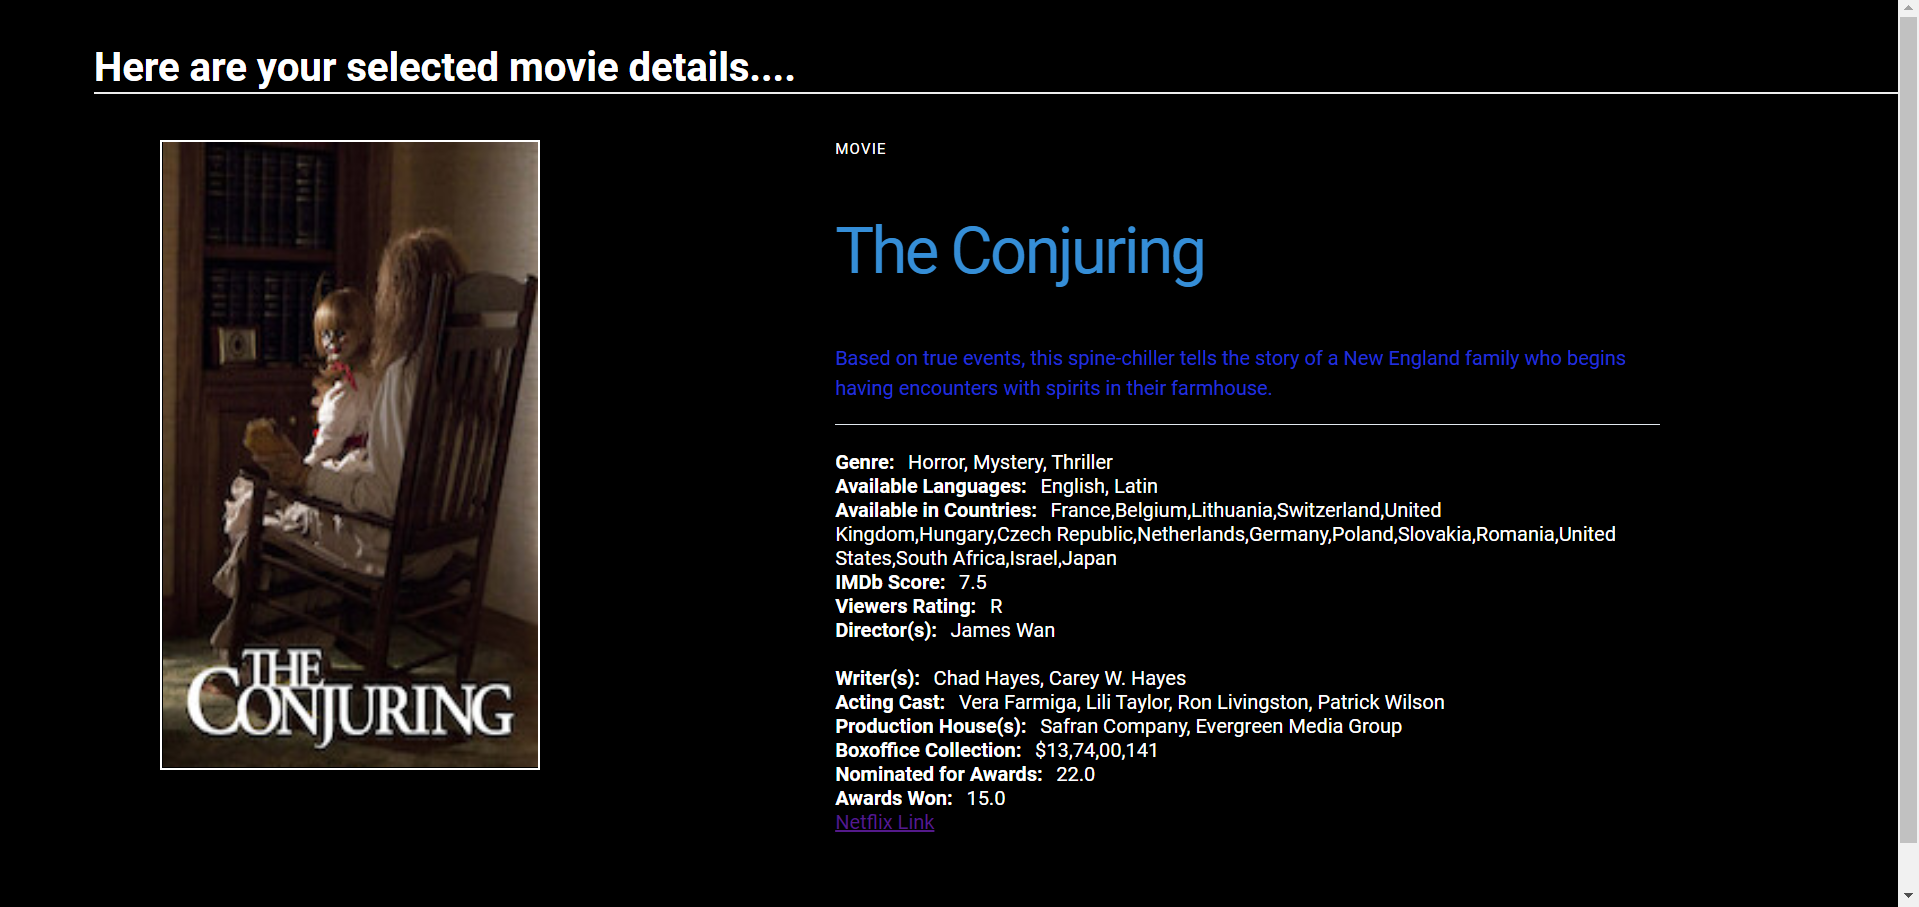 Here are your selected movie details....
THE
CONJURING
MOVIE
The Conjuring
Based on true events, this spine-chiller tells the story of a New England family who begins
having encounters with spirits in their farmhouse.
Genre: Horror, Mystery, Thriller
Available Languages: English, Latin
Available in Countries: France,Belgium,Lithuania,Switzerland,United
Kingdom,Hungary,Czech Republic,Netherlands,Germany,Poland,Slovakia,Romania,United
States,South Africa,Israel,Japan
IMDb Score: 7.5
Viewers Rating: R
Director(s): James Wan
Writer(s): Chad Hayes, Carey W. Hayes
Acting Cast: Vera Farmiga, Lili Taylor, Ron Livingston, Patrick Wilson
Production House(s): Safran Company, Evergreen Media Group
Boxoffice Collection: $13,74,00,141
Nominated for Awards: 22.0
Awards Won: 15.0
Netflix Link